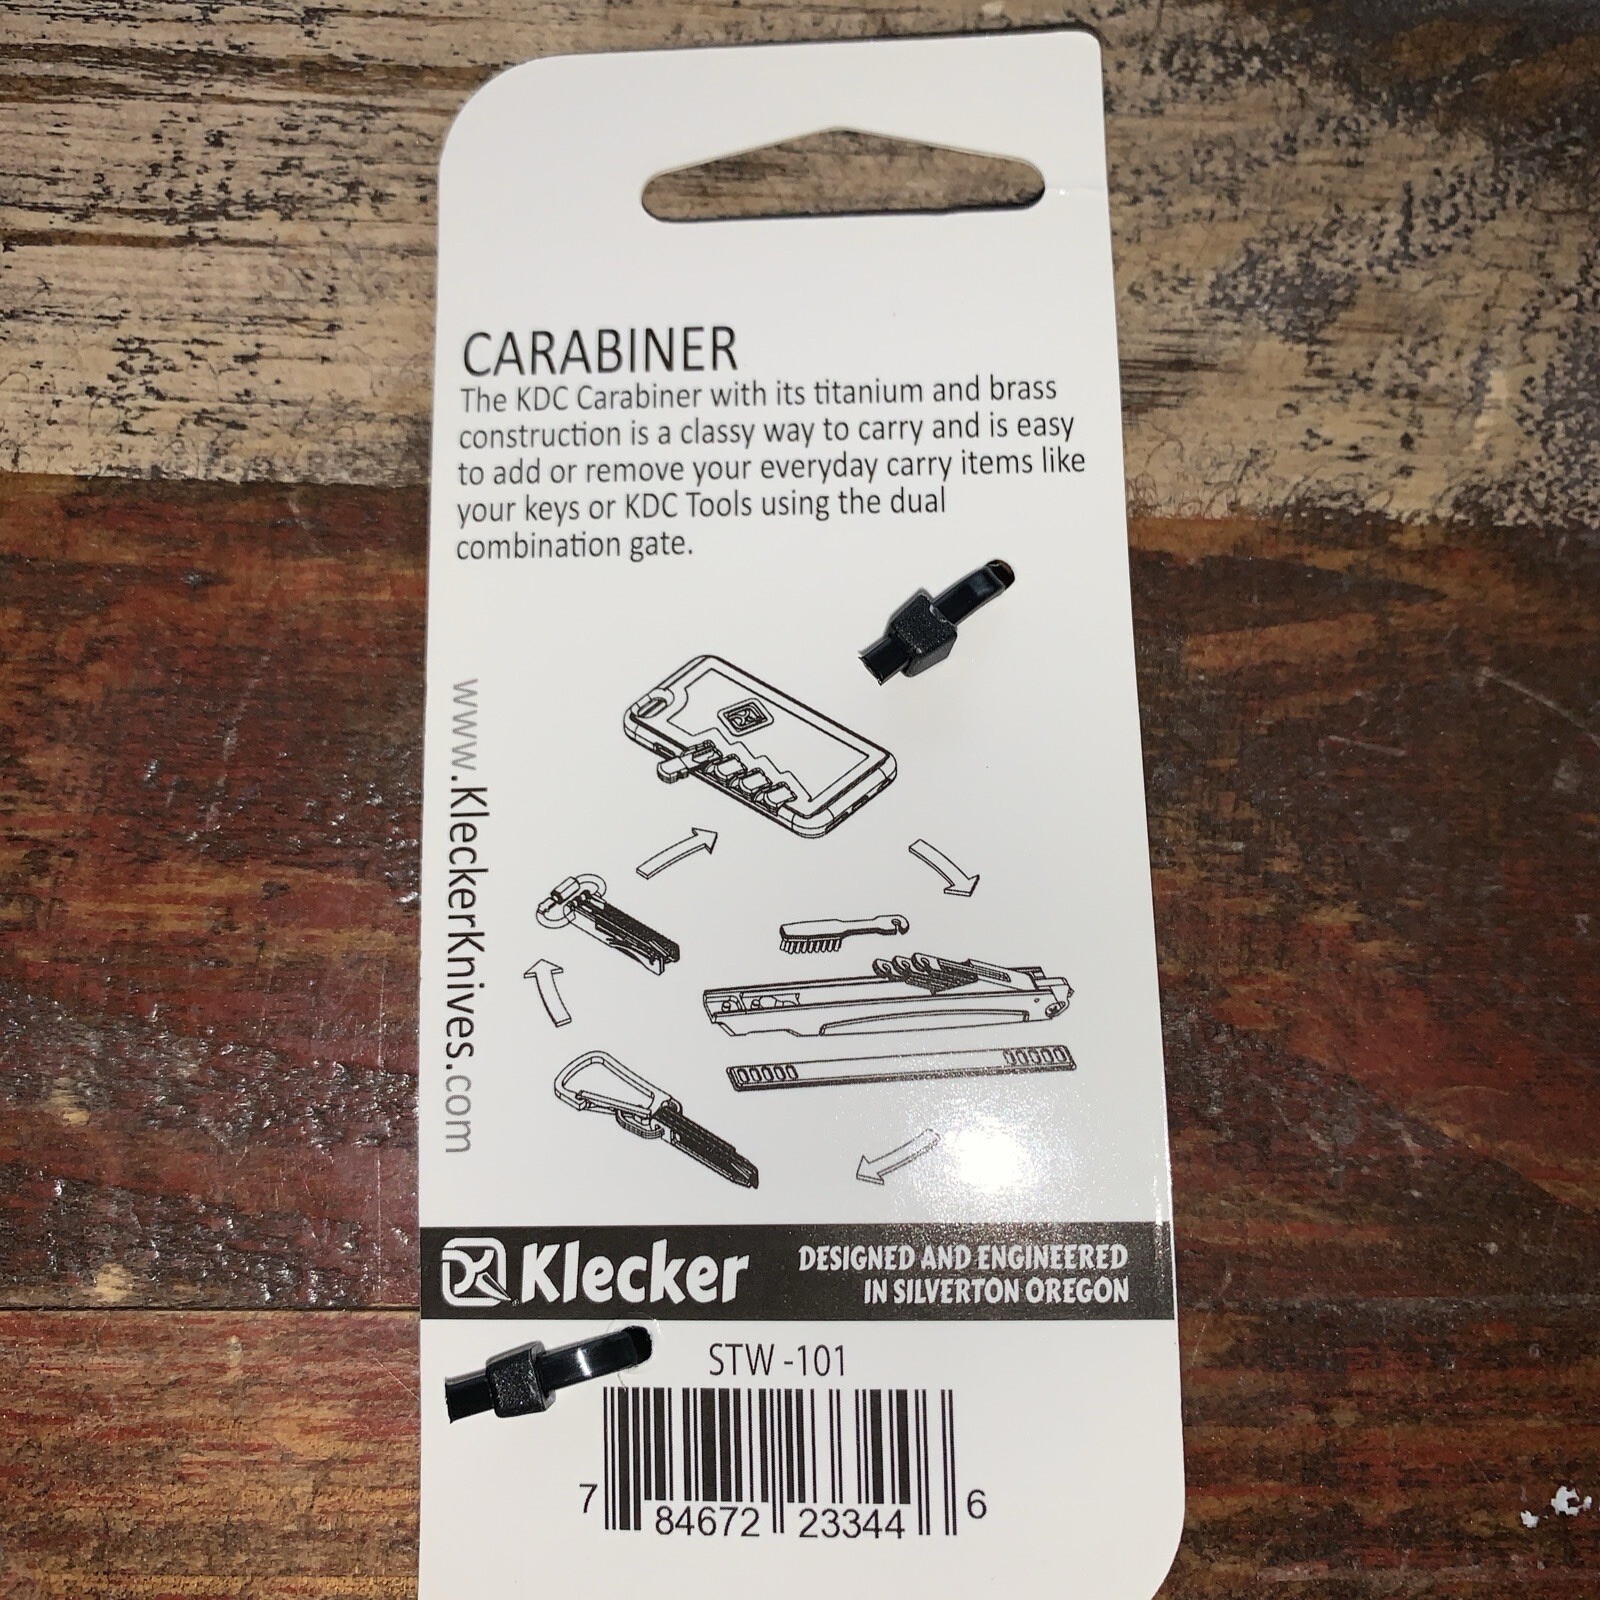 CARABINER
The KDC Carabiner with its titanium and brass
construction is a classy way to carry and is easy
to add or remove your everyday carry items like
your keys or KDC Tools using the dual
combination gate.
www.KleckerKnives.com
Klecker
DESIGNED AND ENGINEERED
IN SILVERTON OREGON
STW -101
7 84672 23344 6